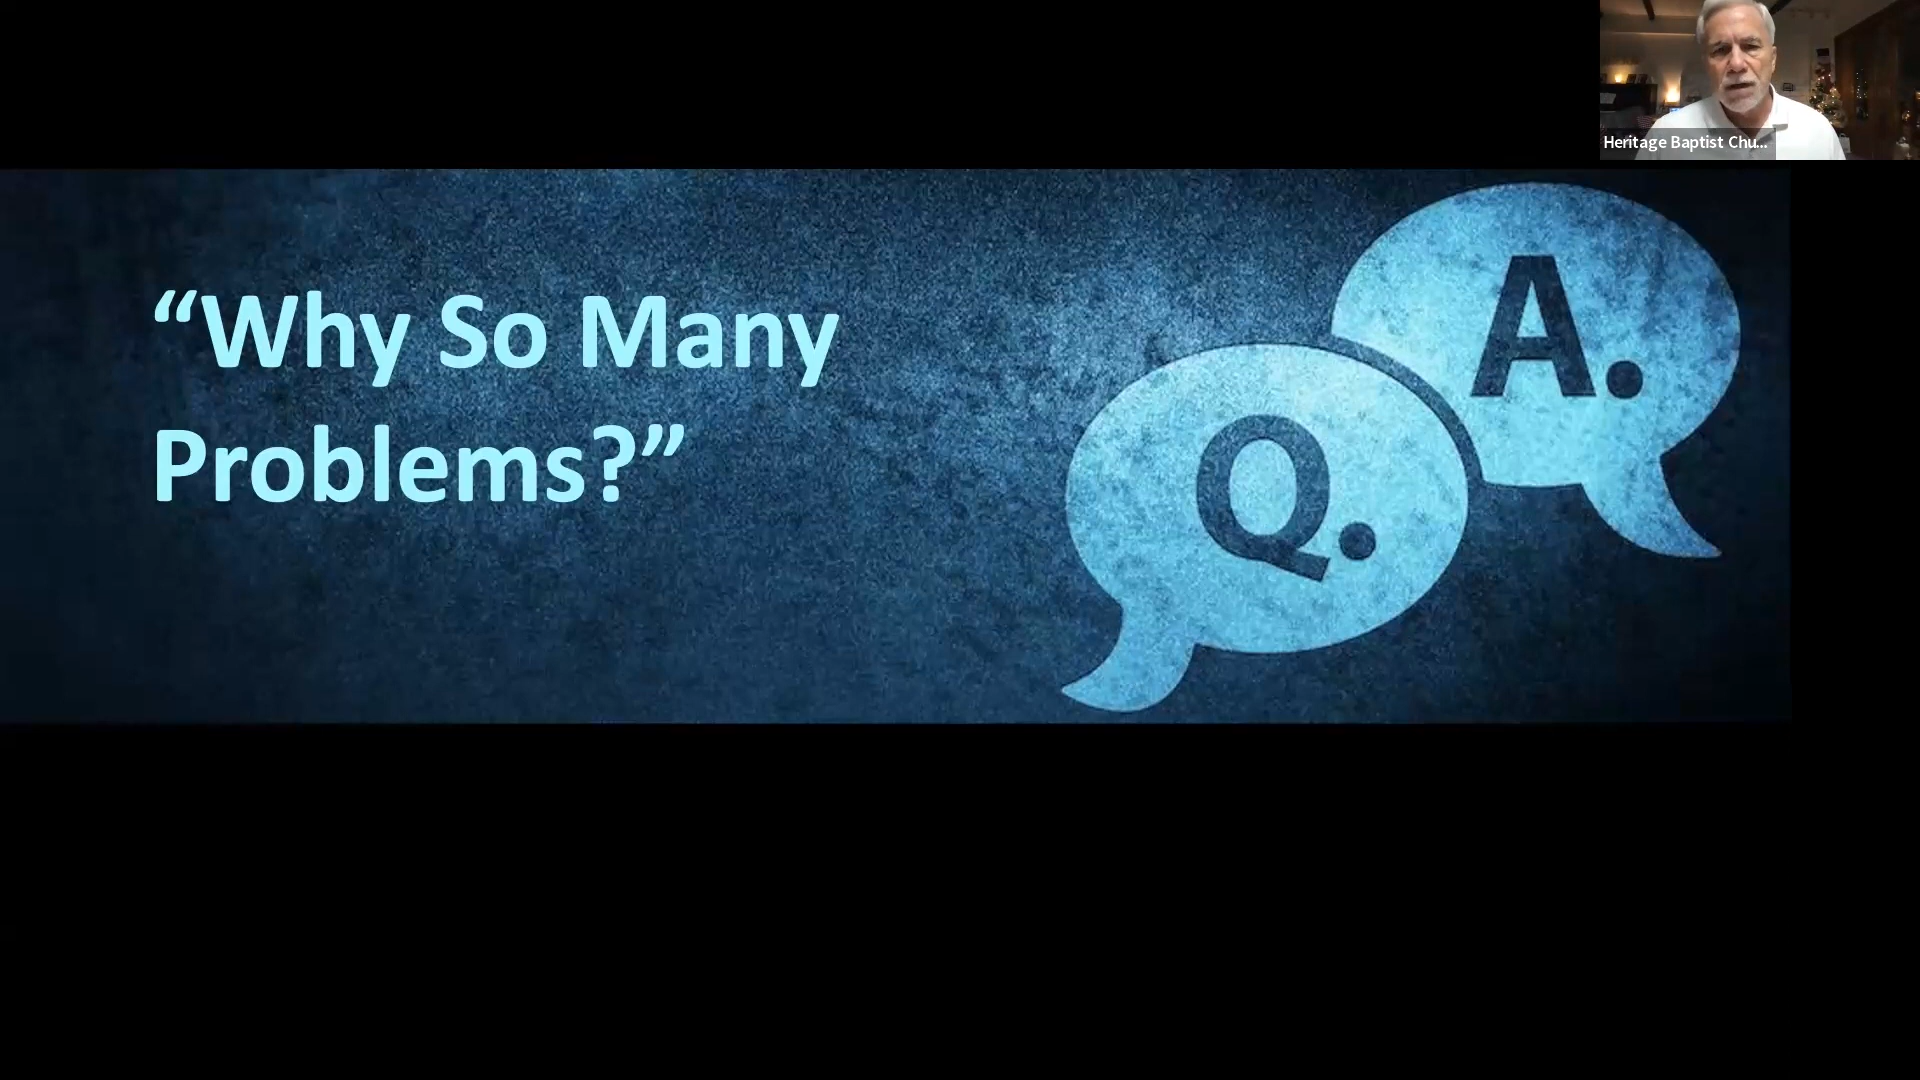 Heritage Baptist Chu...
“Why So Many
Problems?”
A.
Q.